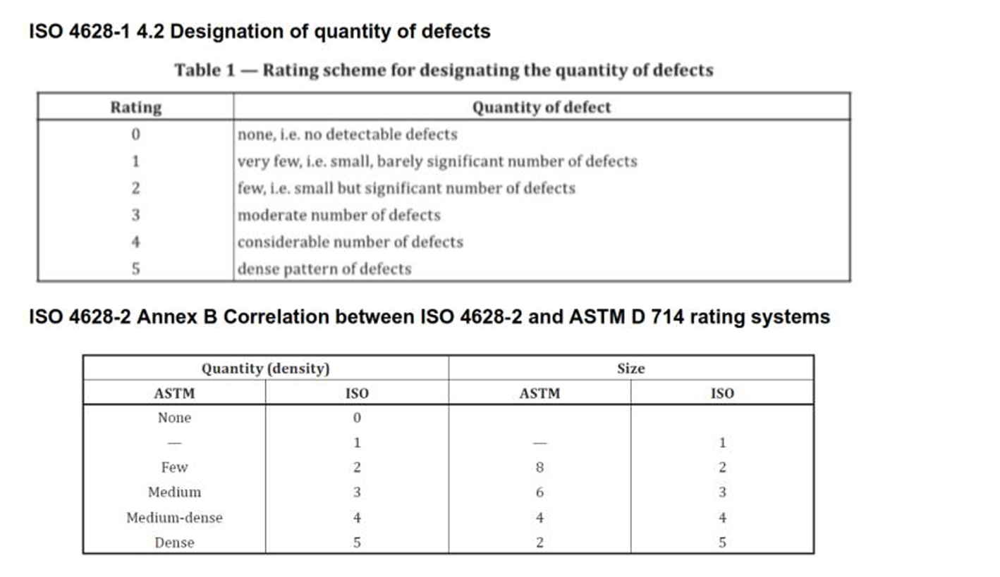 ISO 4628-1 4.2 Designation of quantity of defects
Table 1 — Rating scheme for designating the quantity of defects
Rating Quantity of defect
0 none, i.e. no detectable defects
1 very few, i.e. small, barely significant number of defects
2 few, i.e. small but significant number of defects
3 moderate number of defects
4 considerable number of defects
5 dense pattern of defects
ISO 4628-2 Annex B Correlation between ISO 4628-2 and ASTM D 714 rating systems
Quantity (density) Size
ASTM ISO ASTM ISO
None 0
— 1 — 1
Few 2 8 2
Medium 3 6 3
Medium-dense 4 4 4
Dense 5 2 5